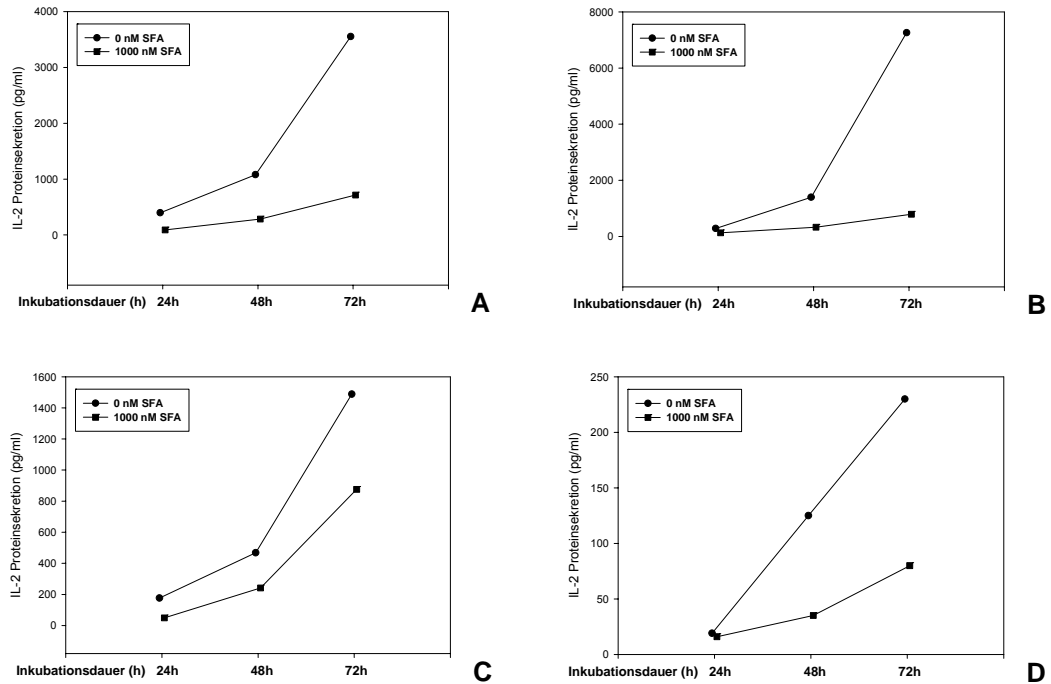 4000
3000
2000
1000
0
IL-2 Proteinsekretion (pg/ml)
0 nM SFA
1000 nM SFA
Inkubationsdauer (h) 24h 48h 72h
A
8000
6000
4000
2000
0
IL-2 Proteinsekretion (pg/ml)
0 nM SFA
1000 nM SFA
Inkubationsdauer (h) 24h 48h 72h
B
1600
1400
1200
1000
800
600
400
200
0
IL-2 Proteinsekretion (pg/ml)
0 nM SFA
1000 nM SFA
Inkubationsdauer (h) 24h 48h 72h
C
250
200
150
100
50
0
IL-2 Proteinsekretion (pg/ml)
0 nM SFA
1000 nM SFA
Inkubationsdauer (h) 24h 48h 72h
D